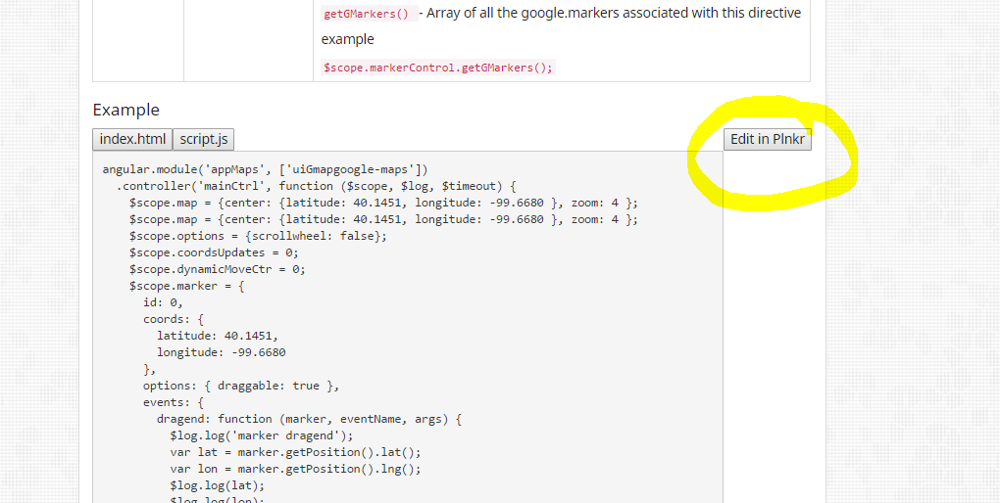 getGMarkers() - Array of all the google.markers associated with this directive
example
$scope.markerControl.getGMarkers();
Example
index.html script.js Edit in Plnkr
angular.module('appMaps', ['uiGmapgoogle-maps'])
.controller('mainCtrl', function ($scope, $log, $timeout) {
$scope.map = {center: {latitude: 40.1451, longitude: -99.6680 }, zoom: 4 };
$scope.map = {center: {latitude: 40.1451, longitude: -99.6680 }, zoom: 4 };
$scope.options = {scrollwheel: false};
$scope.coordsUpdates = 0;
$scope.dynamicMoveCtr = 0;
$scope.marker = {
id: 0,
coords: {
latitude: 40.1451,
longitude: -99.6680
},
options: { draggable: true },
events: {
dragend: function (marker, eventName, args) {
$log.log('marker dragend');
var lat = marker.getPosition().lat();
var lon = marker.getPosition().lng();
$log.log(lat);
$log.log(lon);